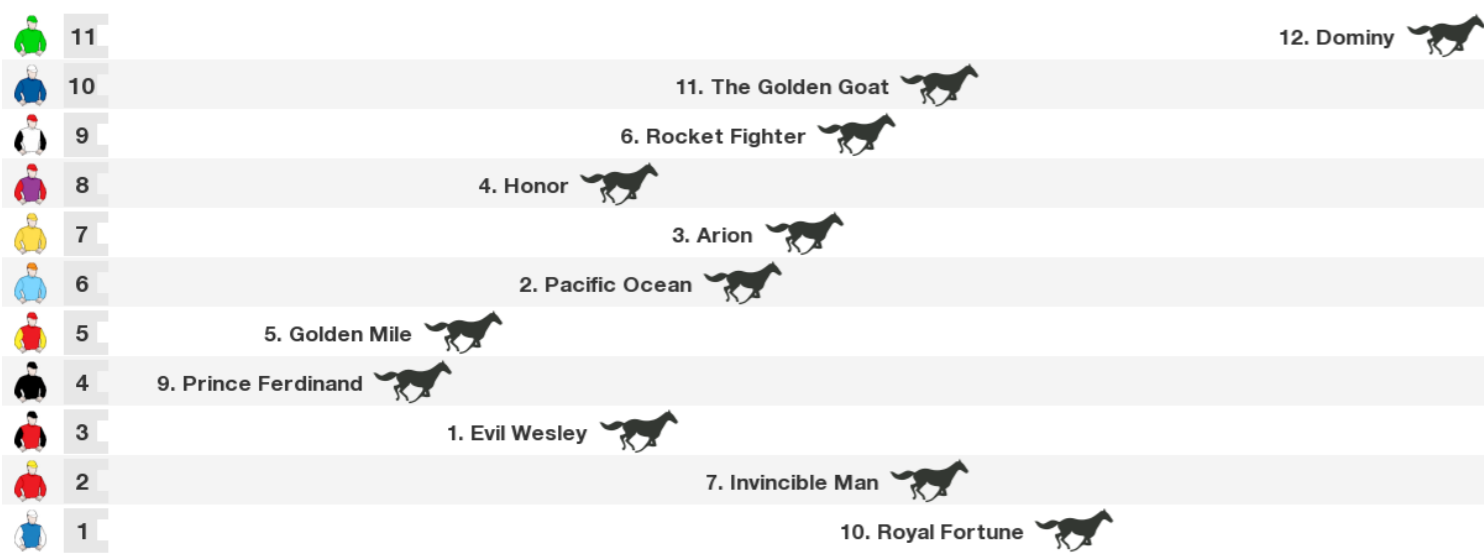 11 12. Dominy
10 11. The Golden Goat
9 6. Rocket Fighter
8 4. Honor
7 3. Arion
6 2. Pacific Ocean
5 5. Golden Mile
4 9. Prince Ferdinand
3 1. Evil Wesley
2 7. Invincible Man
1 10. Royal Fortune